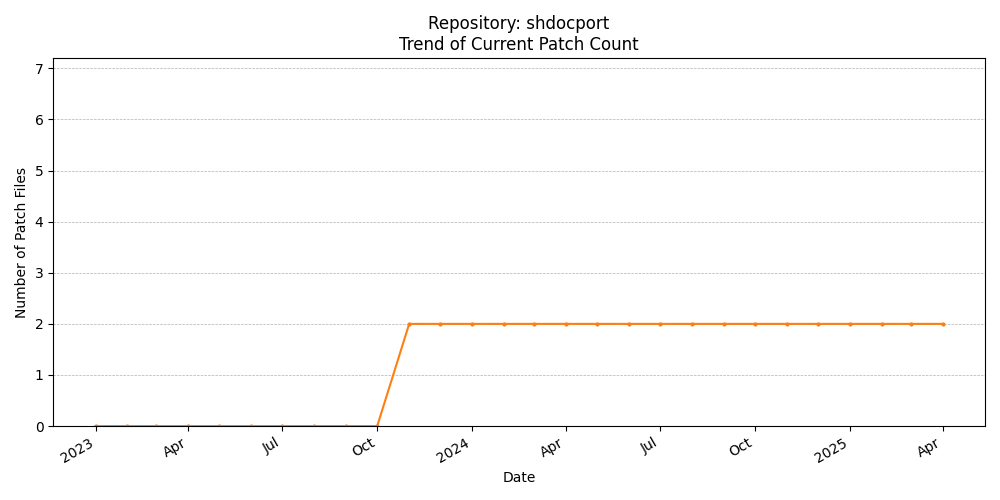 Repository: shdocport
Trend of Current Patch Count
7
6
5
4
3
2
1
0
Number of Patch Files
2023
Apr
Jul
Oct
2024
Apr
Jul
Oct
2025
Apr
Date